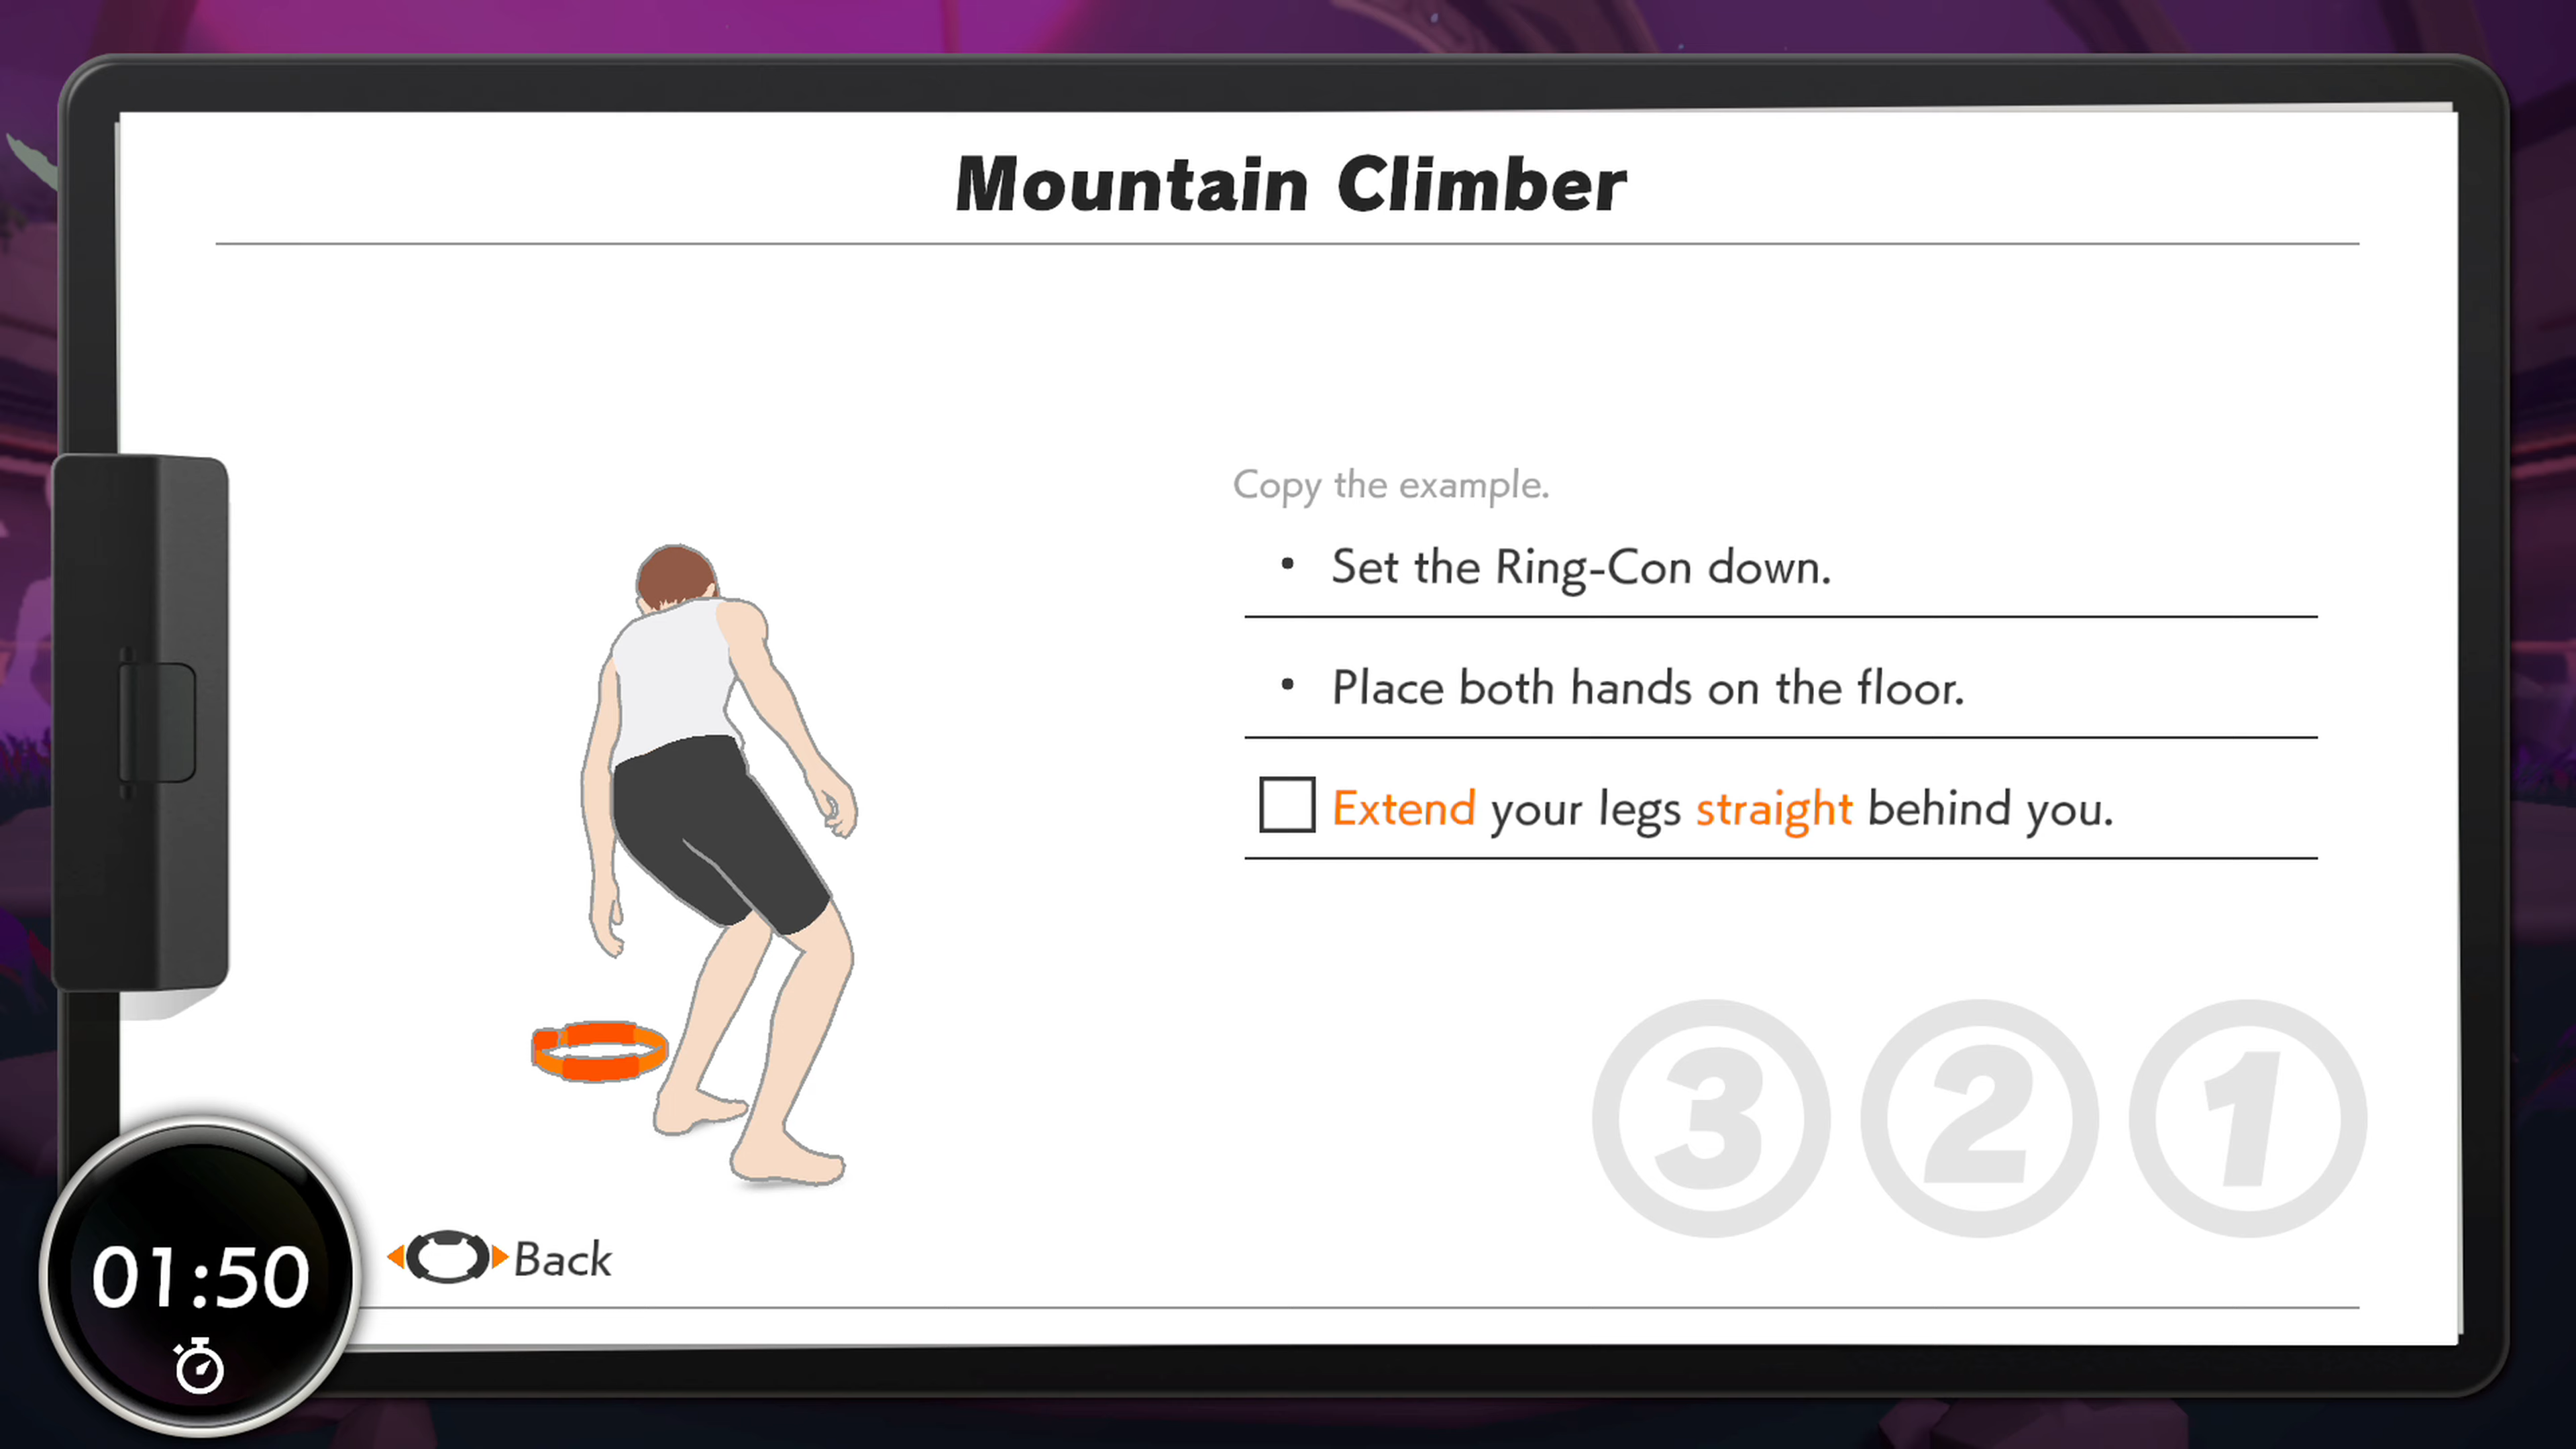 Mountain Climber
Copy the example.
• Set the Ring-Con down.
• Place both hands on the floor.
Extend your legs straight behind you.
3 2 1
Back
01:50